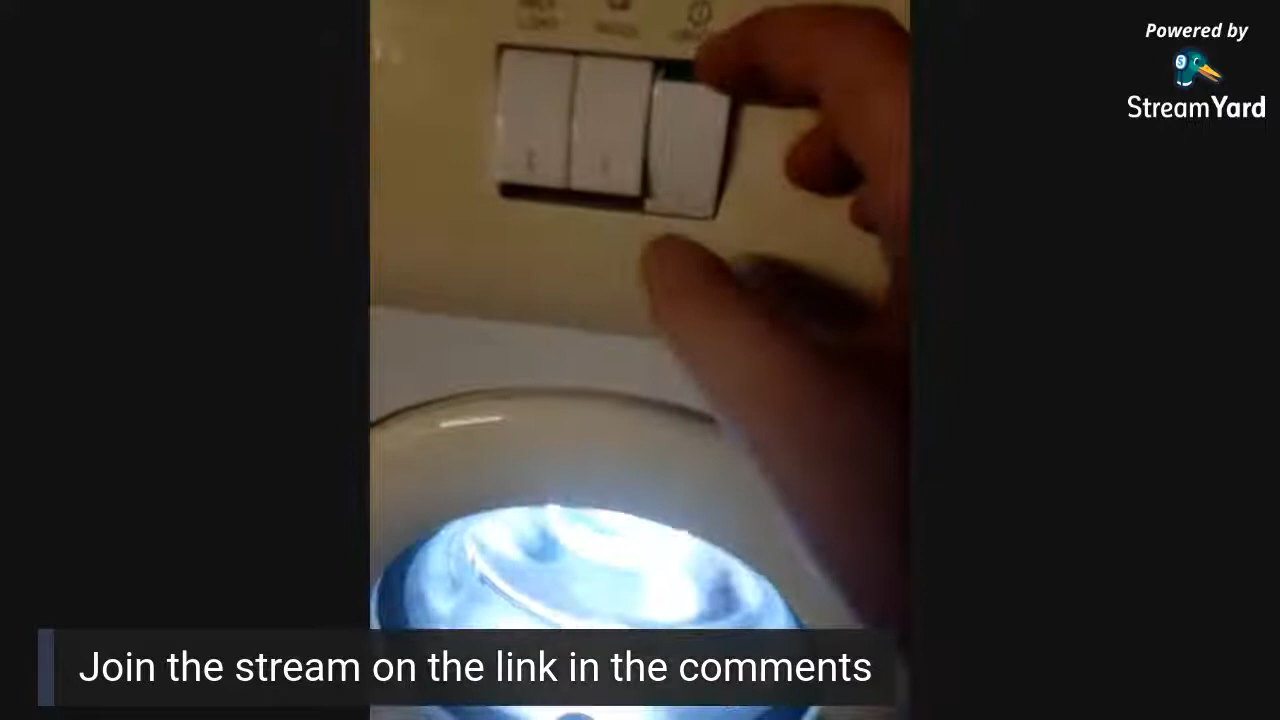 Powered by
StreamYard
Join the stream on the link in the comments